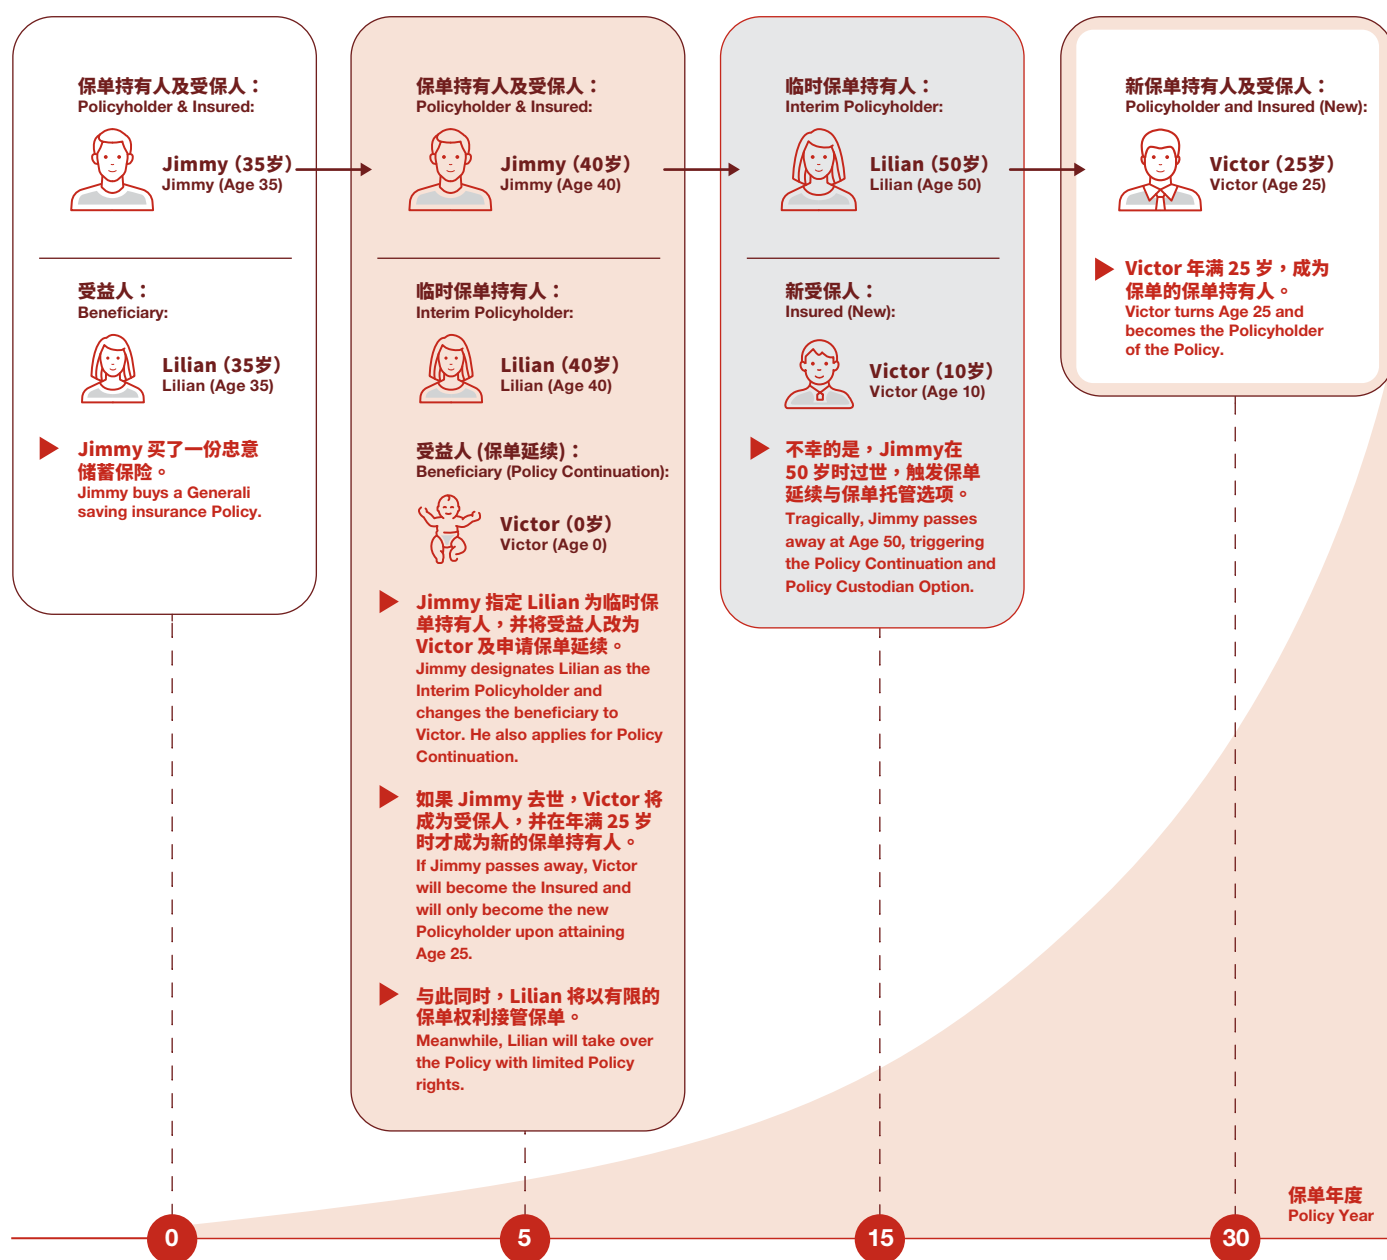 保单持有人及受保人：
Policyholder & Insured:
Jimmy（35岁）
Jimmy (Age 35)
受益人：
Beneficiary:
Lilian（35岁）
Lilian (Age 35)
Jimmy 买了一份忠意
储蓄保险。
Jimmy buys a Generali
saving insurance Policy.
保单持有人及受保人：
Policyholder & Insured:
Jimmy（40岁）
Jimmy (Age 40)
临时保单持有人：
Interim Policyholder:
Lilian（40岁）
Lilian (Age 40)
受益人 (保单延续)：
Beneficiary (Policy Continuation):
Victor（0岁）
Victor (Age 0)
Jimmy 指定 Lilian 为临时保
单持有人，并将受益人改为
Victor 及申请保单延续。
Jimmy designates Lilian as the
Interim Policyholder and
changes the beneficiary to
Victor. He also applies for Policy
Continuation.
如果 Jimmy 去世，Victor 将
成为受保人，并在年满 25 岁
时才成为新的保单持有人。
If Jimmy passes away, Victor
will become the Insured and
will only become the new
Policyholder upon attaining
Age 25.
与此同时，Lilian 将以有限的
保单权利接管保单。
Meanwhile, Lilian will take over
the Policy with limited Policy
rights.
临时保单持有人：
Interim Policyholder:
Lilian（50岁）
Lilian (Age 50)
新受保人：
Insured (New):
Victor（10岁）
Victor (Age 10)
不幸的是，Jimmy在
50 岁时过世，触发保单
延续与保单托管选项。
Tragically, Jimmy passes
away at Age 50, triggering
the Policy Continuation and
Policy Custodian Option.
新保单持有人及受保人：
Policyholder and Insured (New):
Victor（25岁）
Victor (Age 25)
Victor 年满 25 岁，成为
保单的保单持有人。
Victor turns Age 25 and
becomes the Policyholder
of the Policy.
保单年度
Policy Year
0
5
15
30